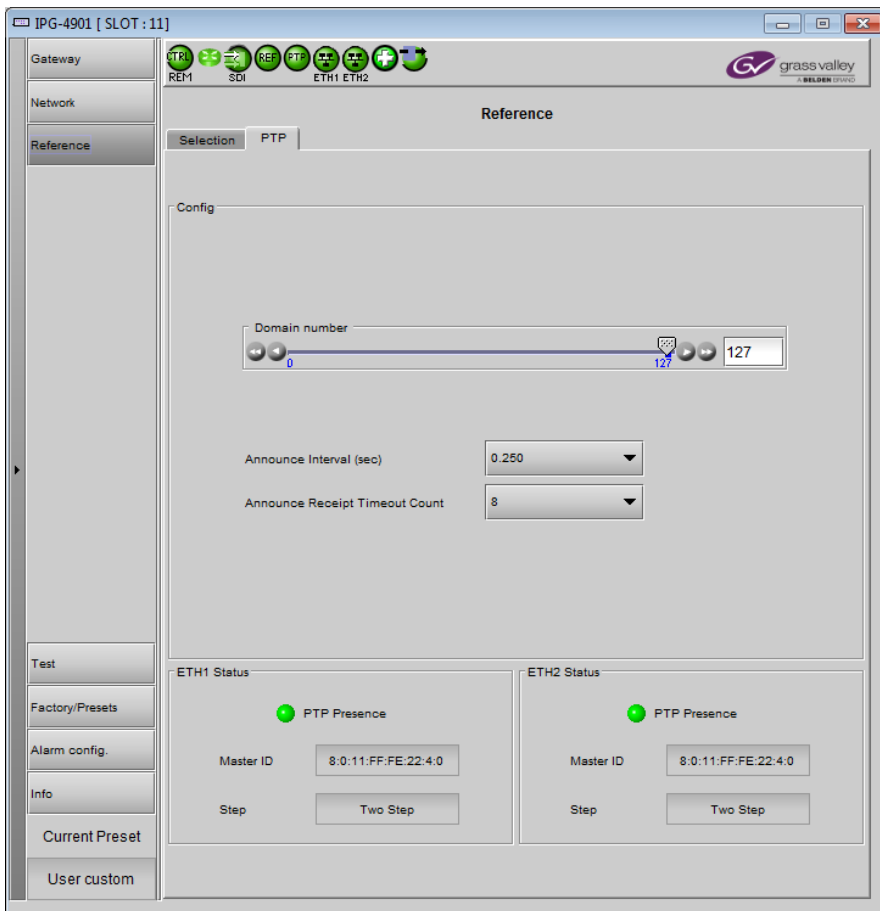 IPG-4901 [ SLOT : 11]
Gateway
Network
Reference
Test
Factory/Presets
Alarm config.
Info
Current Preset
User custom
CTRL REF PTP
REM SDI ETH1 ETH2
GV grass valley
A BELDEN BRAND
Reference
Selection PTP
Config
Domain number
0 127 127
Announce Interval (sec) 0.250
Announce Receipt Timeout Count 8
ETH1 Status
PTP Presence
Master ID 8:0:11:FF:FE:22:4:0
Step Two Step
ETH2 Status
PTP Presence
Master ID 8:0:11:FF:FE:22:4:0
Step Two Step